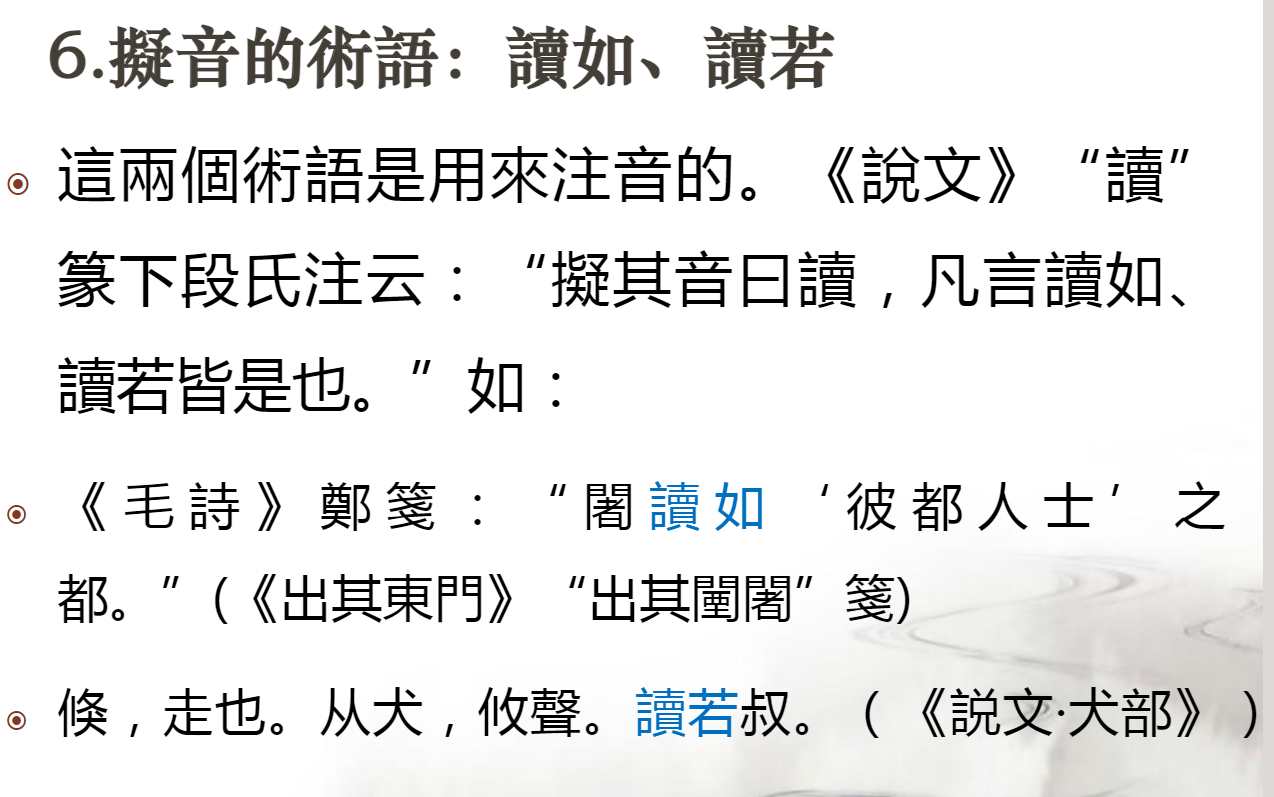 6.擬音的術語：讀如、讀若
這兩個術語是用來注音的。《說文》“讀”
篆下段氏注云：“擬其音曰讀，凡言讀如、
讀若皆是也。”如：
《毛詩》鄭箋：“闍讀如‘彼都人士’之
都。”(《出其東門》“出其闉闍”箋)
倏，走也。从犬，攸聲。讀若叔。（《説文·犬部》）